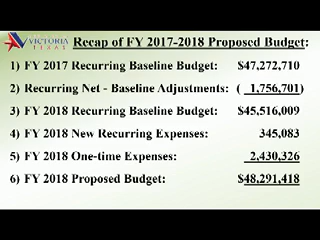 VICTORIA
TEXAS
Recap of FY 2017-2018 Proposed Budget:
1) FY 2017 Recurring Baseline Budget: $47,272,710
2) Recurring Net - Baseline Adjustments: ( 1,756,701)
3) FY 2018 Recurring Baseline Budget: $45,516,009
4) FY 2018 New Recurring Expenses: 345,083
5) FY 2018 One-time Expenses: 2,430,326
6) FY 2018 Proposed Budget: $48,291,418